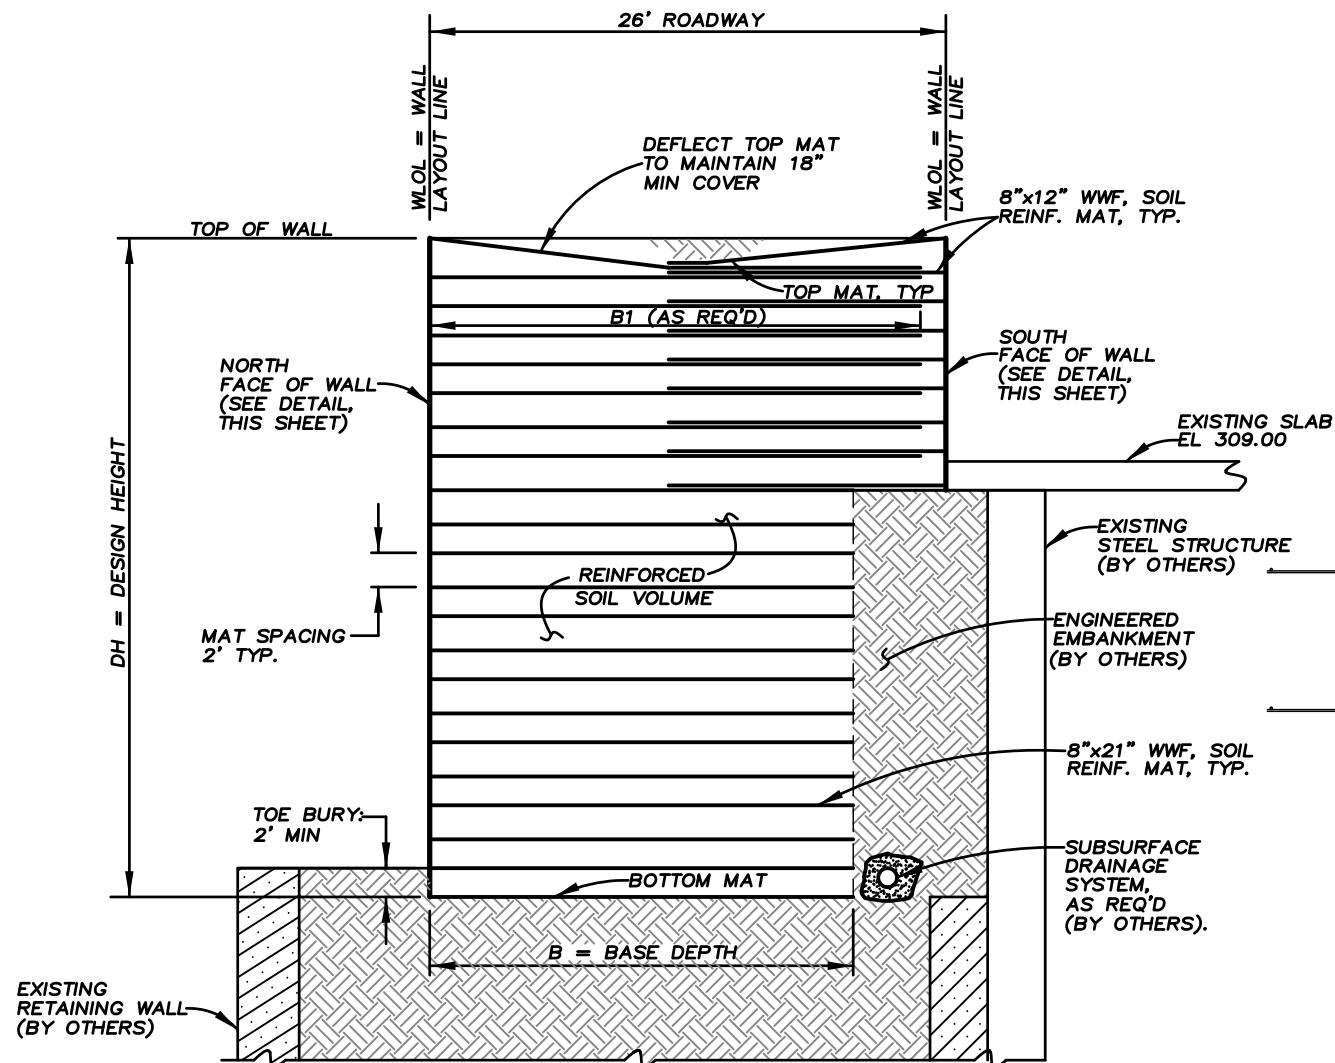 26' ROADWAY
WLOL = WALL
LAYOUT LINE
WLOL = WALL
LAYOUT LINE
DEFLECT TOP MAT
TO MAINTAIN 18"
MIN COVER
8"x12" WWF, SOIL
REINF. MAT, TYP.
TOP OF WALL
TOP MAT, TYP
B1 (AS REQ'D)
NORTH
FACE OF WALL
(SEE DETAIL,
THIS SHEET)
SOUTH
FACE OF WALL
(SEE DETAIL,
THIS SHEET)
EXISTING SLAB
EL 309.00
DH = DESIGN HEIGHT
EXISTING
STEEL STRUCTURE
(BY OTHERS)
REINFORCED
SOIL VOLUME
MAT SPACING
2' TYP.
ENGINEERED
EMBANKMENT
(BY OTHERS)
8"x21" WWF, SOIL
REINF. MAT, TYP.
TOE BURY:
2' MIN
SUBSURFACE
DRAINAGE
SYSTEM,
AS REQ'D
(BY OTHERS).
BOTTOM MAT
B = BASE DEPTH
EXISTING
RETAINING WALL
(BY OTHERS)